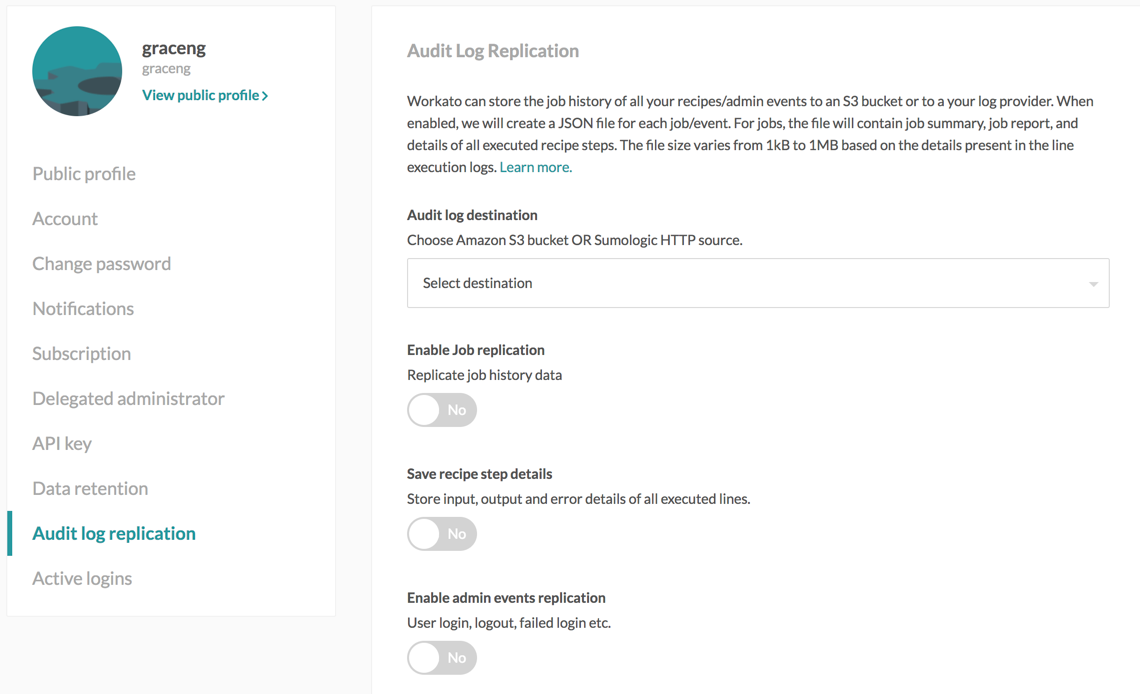 graceng
graceng
View public profile >
Public profile
Account
Change password
Notifications
Subscription
Delegated administrator
API key
Data retention
Audit log replication
Active logins
Audit Log Replication
Workato can store the job history of all your recipes/admin events to an S3 bucket or to a your log provider. When
enabled, we will create a JSON file for each job/event. For jobs, the file will contain job summary, job report, and
details of all executed recipe steps. The file size varies from 1kB to 1MB based on the details present in the line
execution logs. Learn more.
Audit log destination
Choose Amazon S3 bucket OR Sumologic HTTP source.
Select destination
Enable Job replication
Replicate job history data
No
Save recipe step details
Store input, output and error details of all executed lines.
No
Enable admin events replication
User login, logout, failed login etc.
No